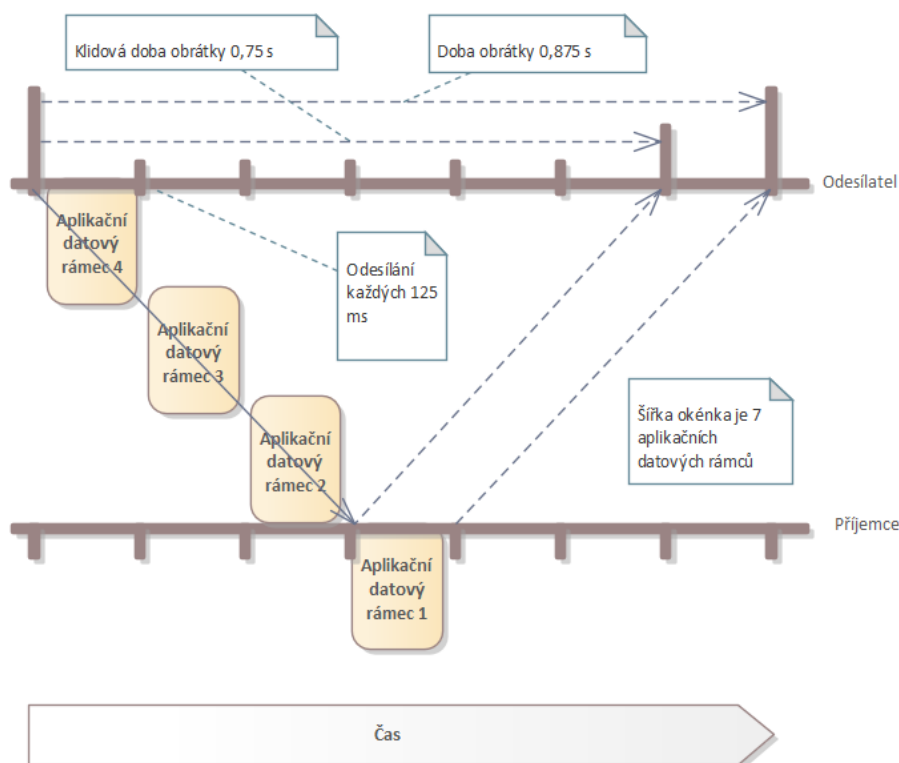 Klidová doba obrátky 0,75 s
Doba obrátky 0,875 s
Odesílatel
Aplikační
datový
rámec 4
Odesílání
každých 125
ms
Aplikační
datový
rámec 3
Aplikační
datový
rámec 2
Šířka okénka je 7
aplikačních
datových rámců
Příjemce
Aplikační
datový
rámec 1
Čas